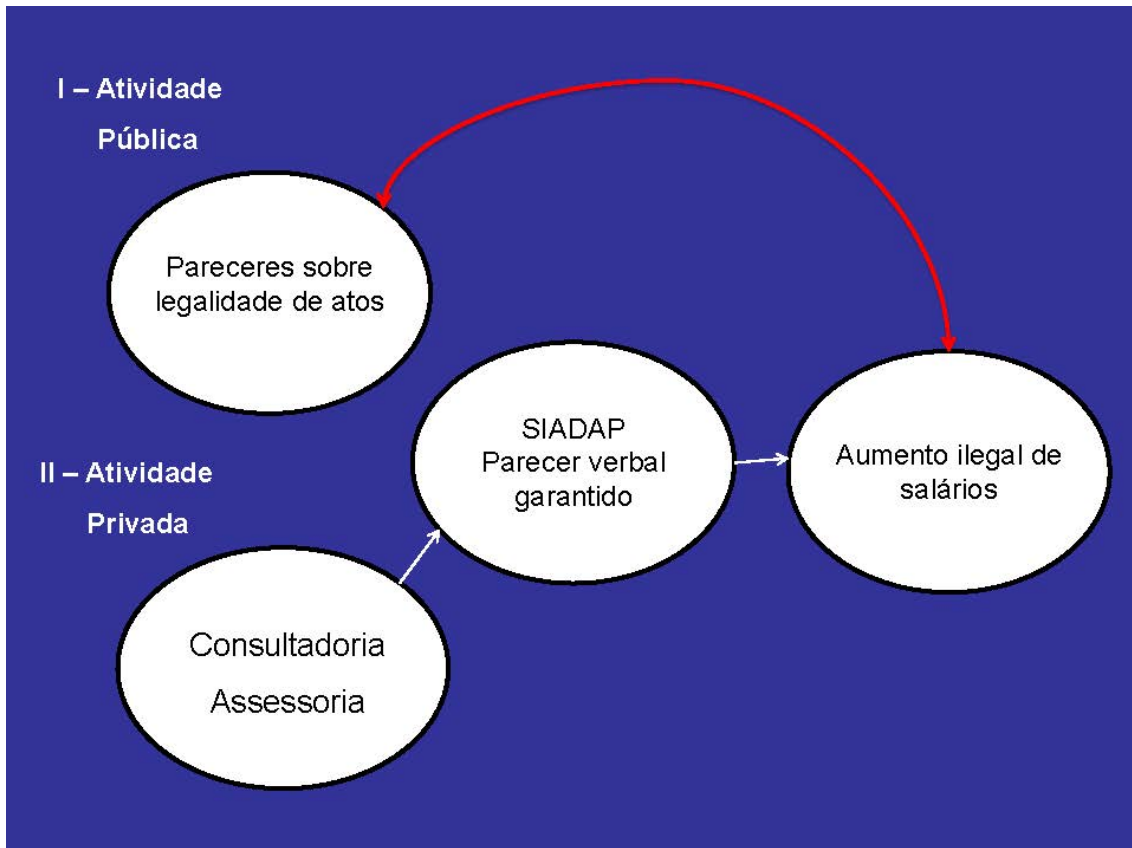 I – Atividade
Pública
Pareceres sobre
legalidade de atos
SIADAP
Parecer verbal
garantido
Aumento ilegal de
salários
II – Atividade
Privada
Consultadoria
Assessoria